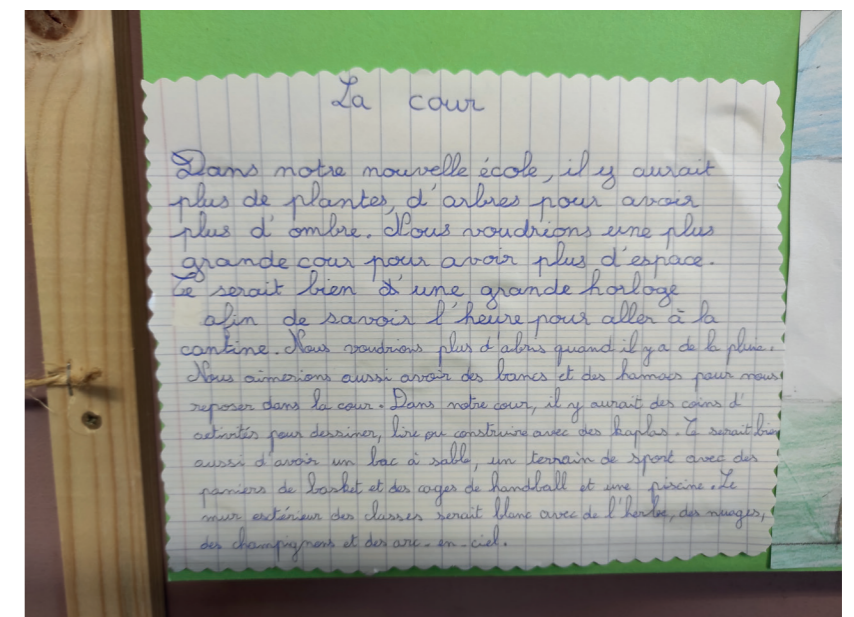 La cour
Dans notre nouvelle école, il y aurait
plus de plantes, d'arbres pour avoir
plus d'ombre. Nous voudrions une plus
grande cour pour avoir plus d'espace.
Ce serait bien d'une grande horloge
afin de savoir l'heure pour aller à la
cantine. Nous voudrions plus d'abris quand il y a de la pluie.
Nous aimerions aussi avoir des bancs et des hamacs pour nous
reposer dans la cour. Dans notre cour, il y aurait des coins d'
activités pour dessiner, lire ou construire avec des kaplas. Ce serait bien
aussi d'avoir un bac à sable, un terrain de sport avec des
paniers de basket et des cages de handball et une piscine. Le
mur extérieur des classes serait blanc avec de l'herbe, des nuages,
des champignons et des arc-en-ciel.